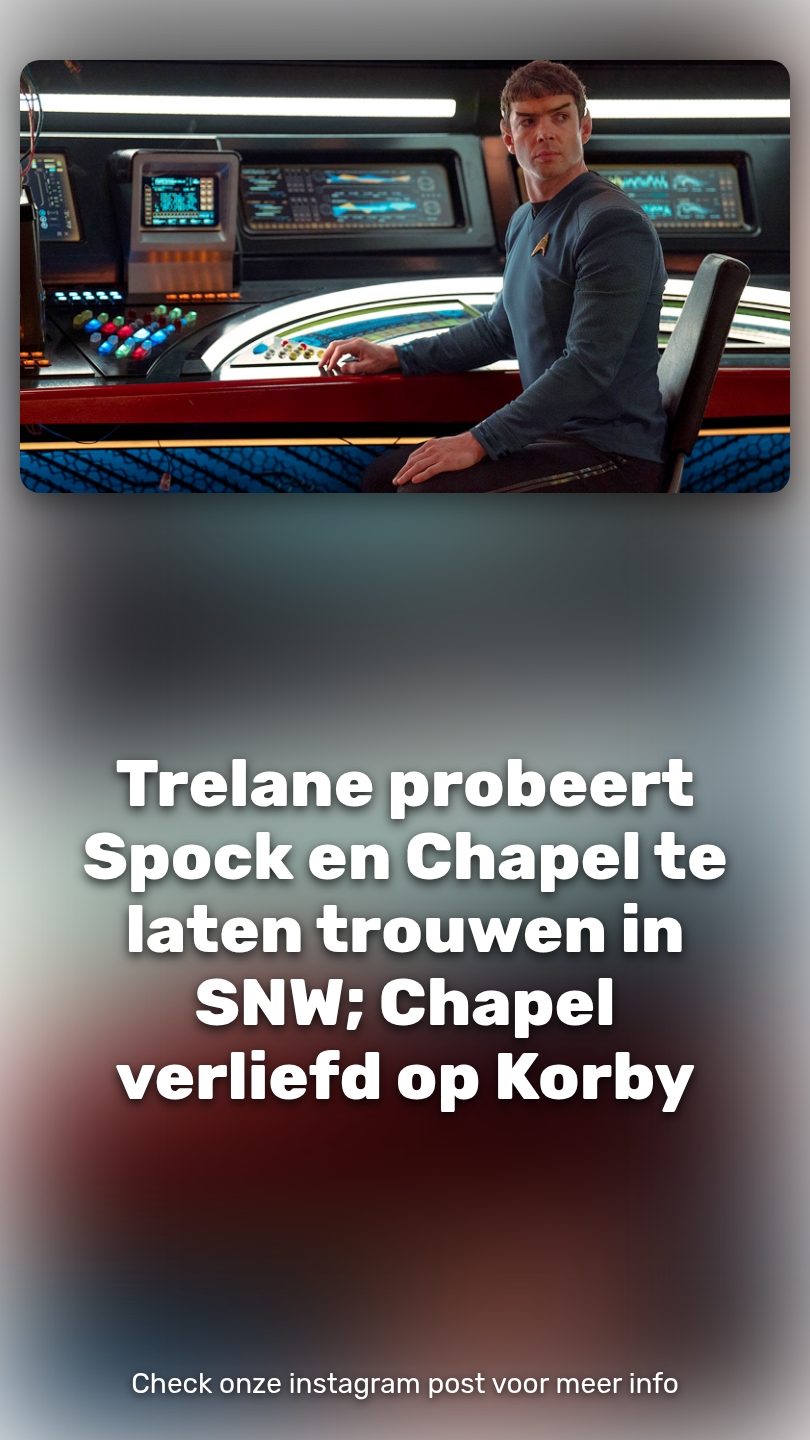 Trelane probeert
Spock en Chapel te
laten trouwen in
SNW; Chapel
verliefd op Korby
Check onze instagram post voor meer info